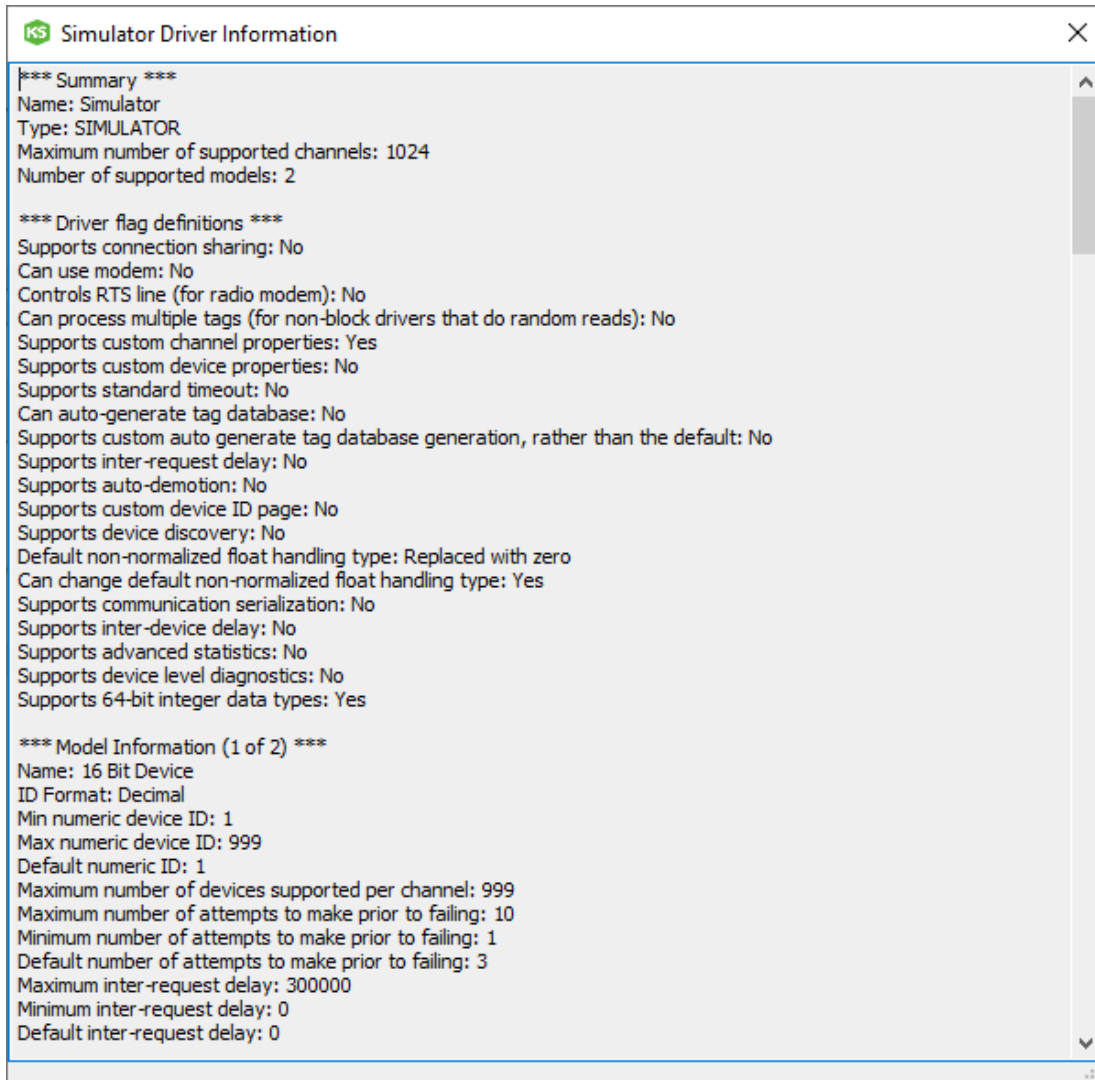 KS Simulator Driver Information
*** Summary ***
Name: Simulator
Type: SIMULATOR
Maximum number of supported channels: 1024
Number of supported models: 2
*** Driver flag definitions ***
Supports connection sharing: No
Can use modem: No
Controls RTS line (for radio modem): No
Can process multiple tags (for non-block drivers that do random reads): No
Supports custom channel properties: Yes
Supports custom device properties: No
Supports standard timeout: No
Can auto-generate tag database: No
Supports custom auto generate tag database generation, rather than the default: No
Supports inter-request delay: No
Supports auto-demotion: No
Supports custom device ID page: No
Supports device discovery: No
Default non-normalized float handling type: Replaced with zero
Can change default non-normalized float handling type: Yes
Supports communication serialization: No
Supports inter-device delay: No
Supports advanced statistics: No
Supports device level diagnostics: No
Supports 64-bit integer data types: Yes
*** Model Information (1 of 2) ***
Name: 16 Bit Device
ID Format: Decimal
Min numeric device ID: 1
Max numeric device ID: 999
Default numeric ID: 1
Maximum number of devices supported per channel: 999
Maximum number of attempts to make prior to failing: 10
Minimum number of attempts to make prior to failing: 1
Default number of attempts to make prior to failing: 3
Maximum inter-request delay: 300000
Minimum inter-request delay: 0
Default inter-request delay: 0